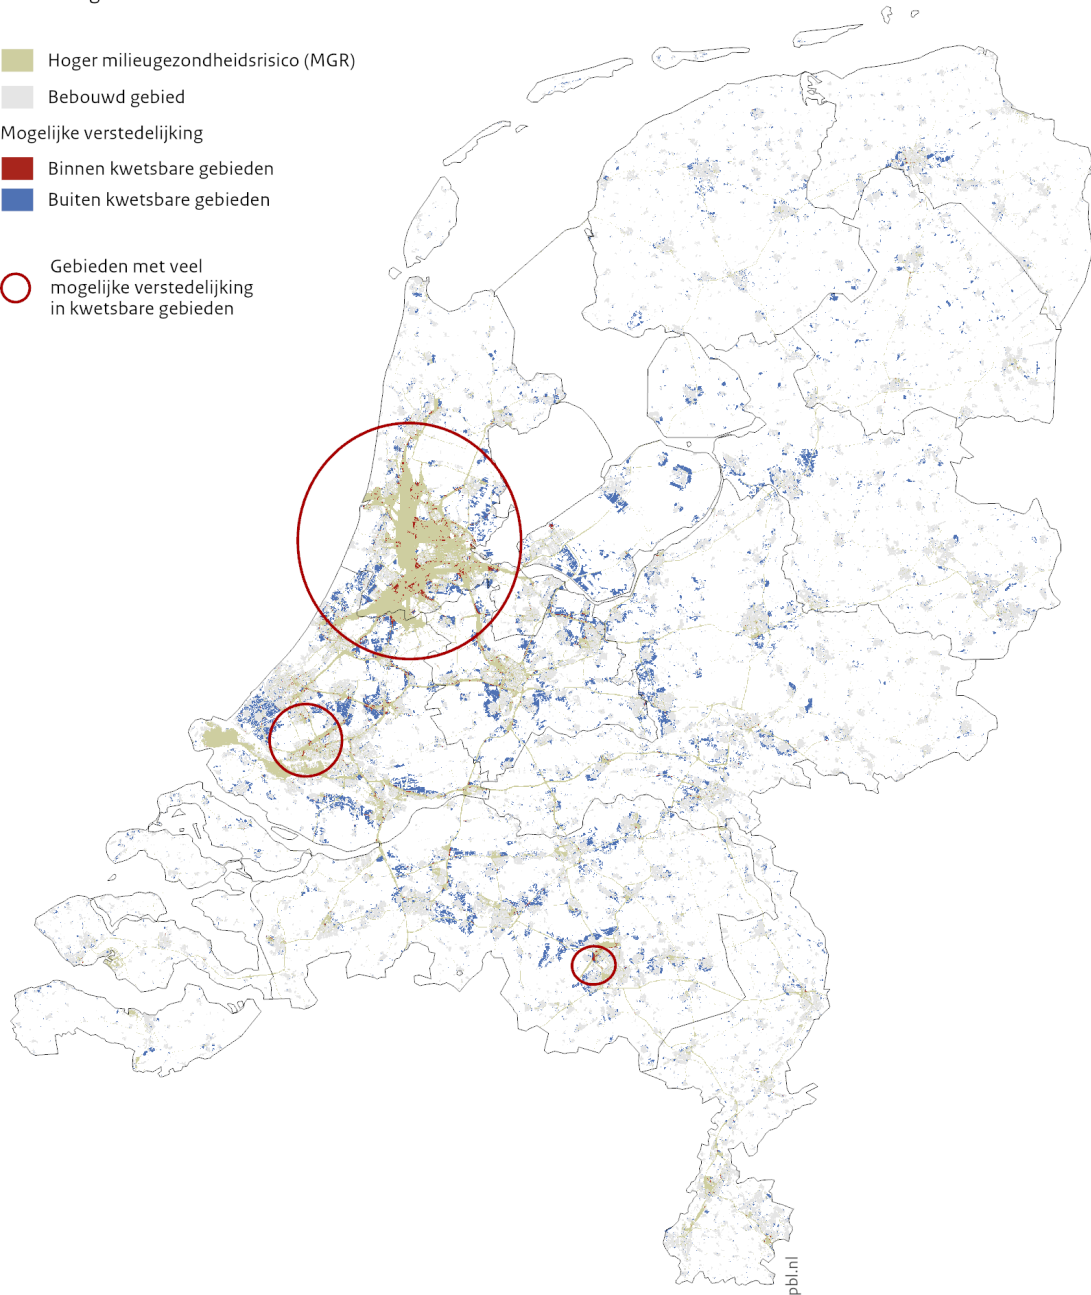 Hoger milieugezondheidsrisico (MGR)
Bebouwd gebied
Mogelijke verstedelijking
Binnen kwetsbare gebieden
Buiten kwetsbare gebieden
Gebieden met veel
mogelijke verstedelijking
in kwetsbare gebieden
pbl.nl